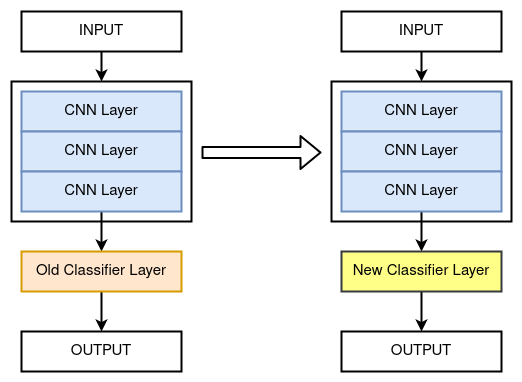 INPUT
CNN Layer
CNN Layer
CNN Layer
Old Classifier Layer
OUTPUT
INPUT
CNN Layer
CNN Layer
CNN Layer
New Classifier Layer
OUTPUT